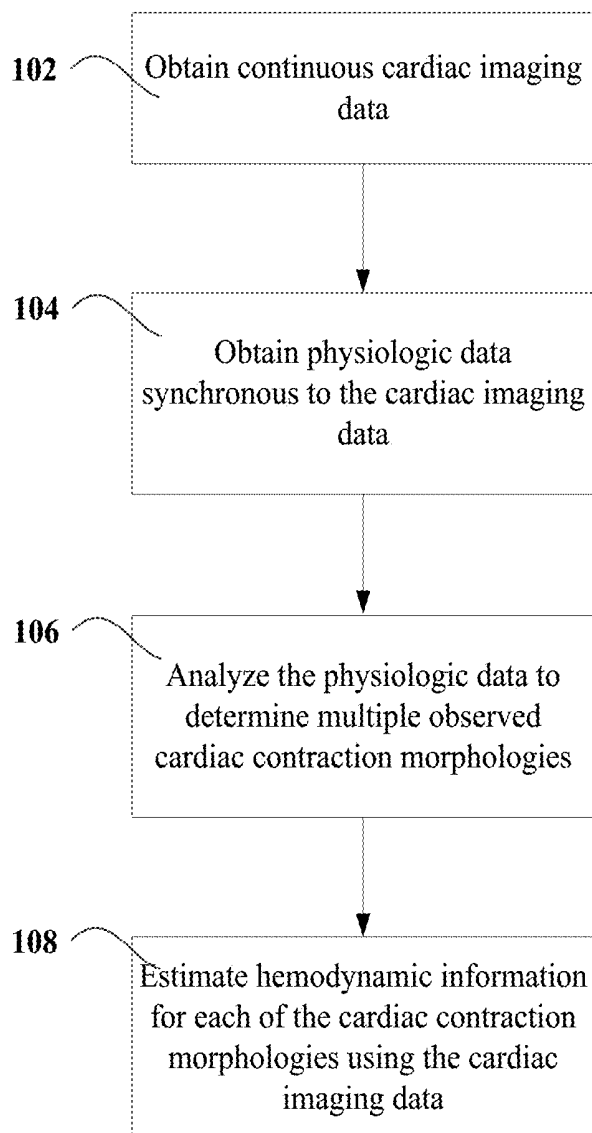 102
Obtain continuous cardiac imaging
data
104
Obtain physiologic data
synchronous to the cardiac imaging
data
106
Analyze the physiologic data to
determine multiple observed
cardiac contraction morphologies
108
Estimate hemodynamic information
for each of the cardiac contraction
morphologies using the cardiac
imaging data